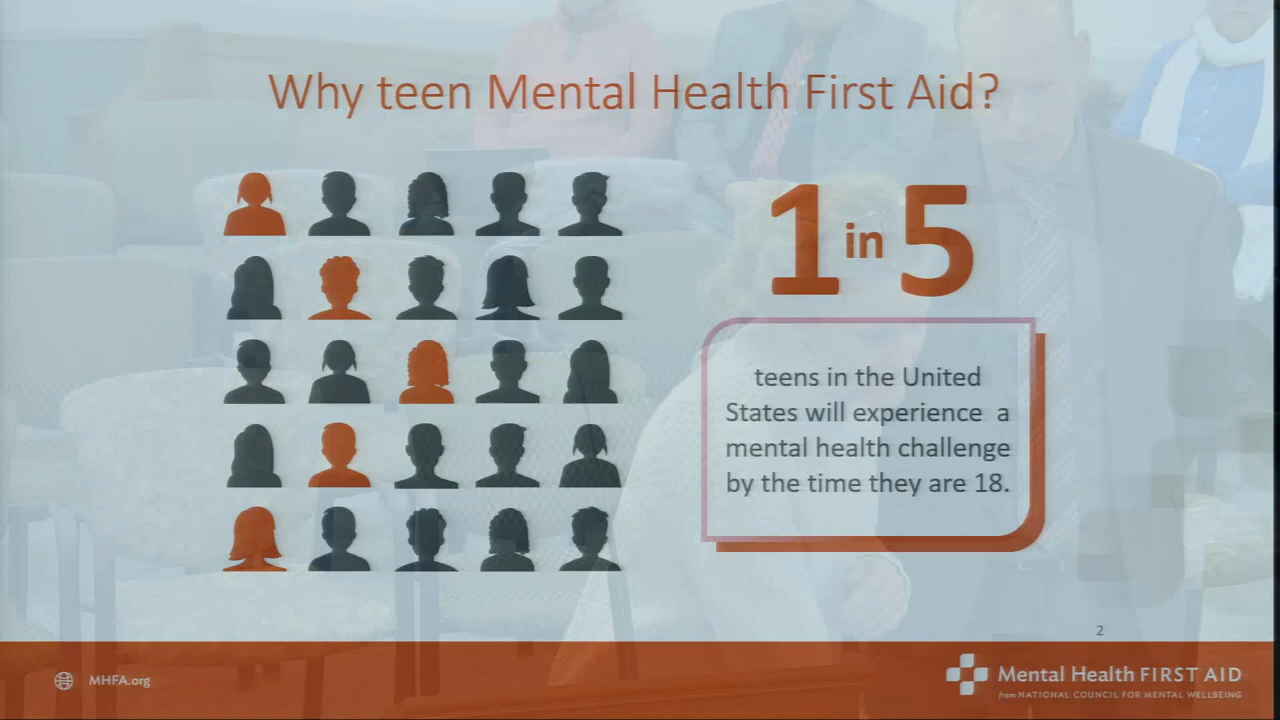 Why teen Mental Health First Aid?
1 in 5
teens in the United
States will experience a
mental health challenge
by the time they are 18.
2
MHFA.org
Mental Health FIRST AID
from NATIONAL COUNCIL FOR MENTAL WELLBEING